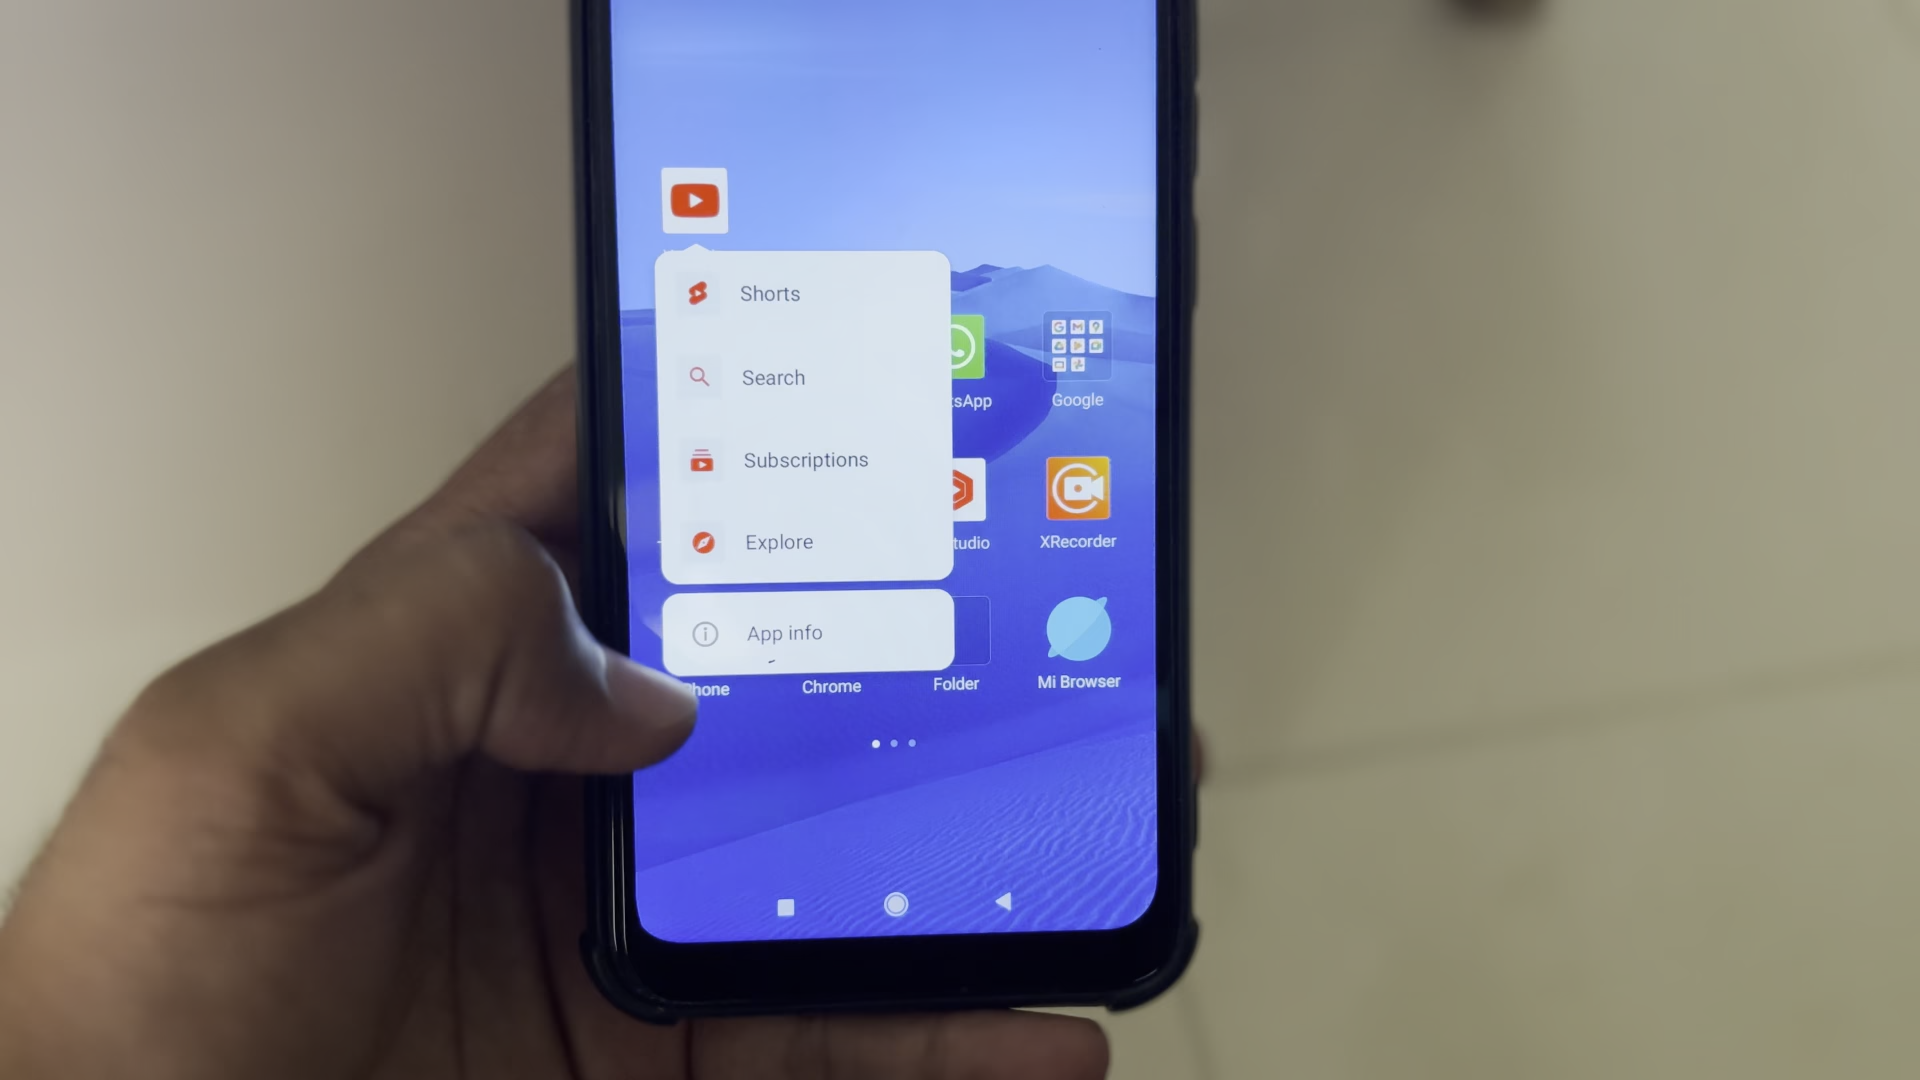 Shorts
Search
Subscriptions
Explore
App info
tsApp
Google
tudio
XRecorder
hone
Chrome
Folder
Mi Browser